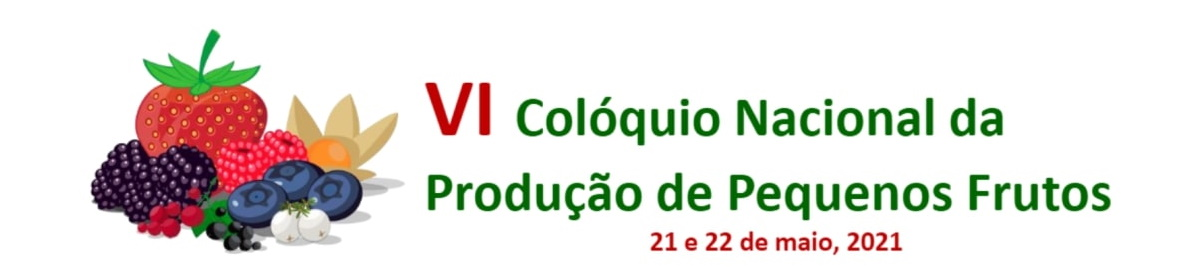 VI Colóquio Nacional da
Produção de Pequenos Frutos
21 e 22 de maio, 2021